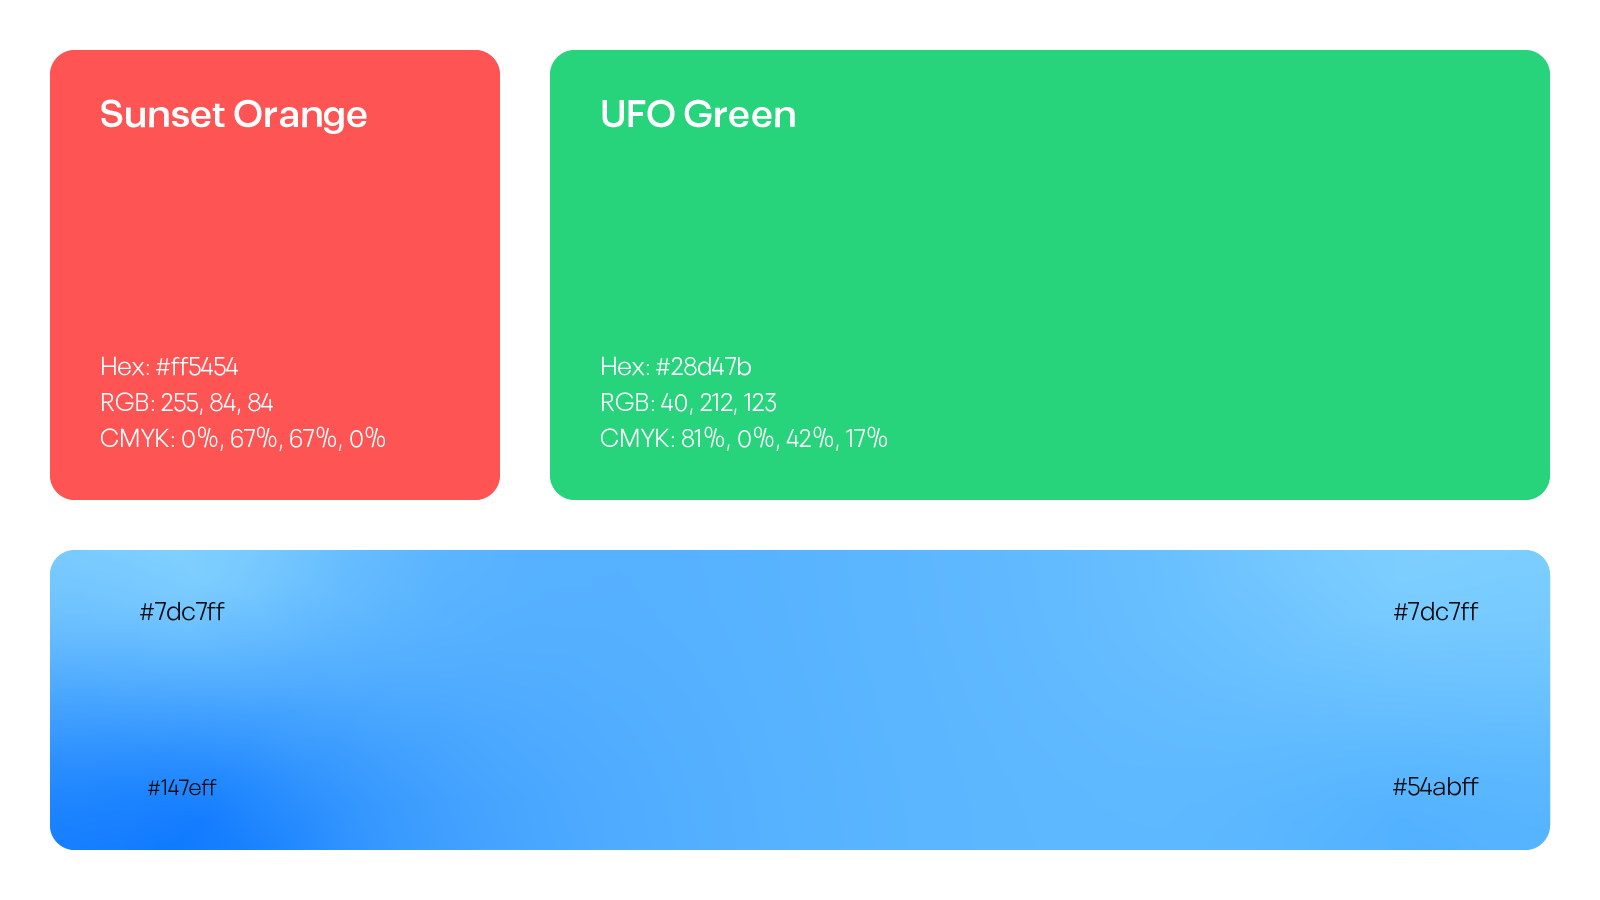 Sunset Orange
Hex: #ff5454
RGB: 255, 84, 84
CMYK: 0%, 67%, 67%, 0%
UFO Green
Hex: #28d47b
RGB: 40, 212, 123
CMYK: 81%, 0%, 42%, 17%
#7dc7ff
#7dc7ff
#147eff
#54abff